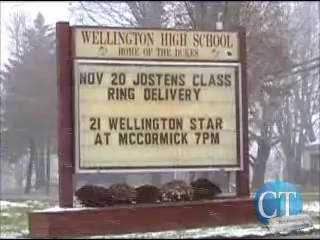 WELLINGTON HIGH SCHOOL
HOME OF THE DUKES
NOV 20 JOSTENS CLASS
RING DELIVERY
21 WELLINGTON STAR
AT MCCORMICK 7PM
CT